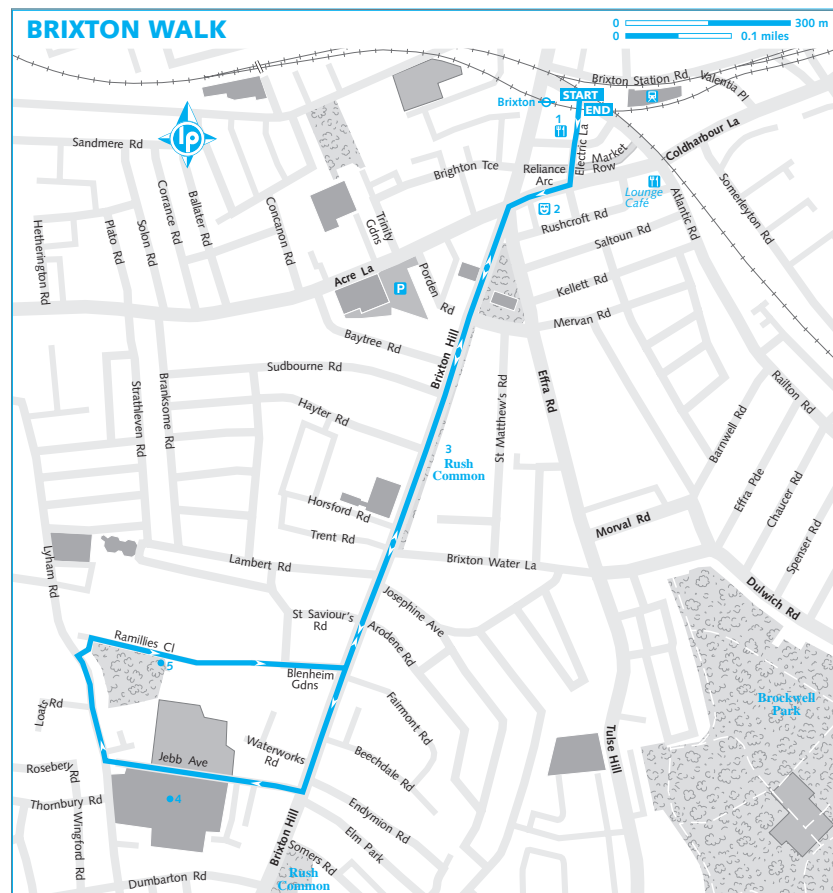 BRIXTON WALK
0 300 m
0 0.1 miles
Brixton Station Rd
Valentia Pl
Brixton
START
END
1
Electric La
Market
Row
Coldharbour La
lp
Sandmere Rd
Brighton Tce
Reliance
Arc
Lounge
Café
2
Rushcroft Rd
Atlantic Rd
Somerleyton Rd
Saltoun Rd
Hetherington Rd
Plato Rd
Solon Rd
Corrance Rd
Ballater Rd
Concanon Rd
Trinity
Gdns
Acre La
P
Porden
Rd
Kellett Rd
Mervan Rd
Baytree Rd
Brixton Hill
Sudbourne Rd
Effra Rd
St Matthew's Rd
Railton Rd
Strathleven Rd
Branksome Rd
Hayter Rd
Barnwell Rd
3
Rush
Common
Effra Pde
Chaucer Rd
Spenser Rd
Horsford Rd
Morval Rd
Trent Rd
Lyham Rd
Lambert Rd
Brixton Water La
Dulwich Rd
Josephine Ave
St Saviour's
Rd
Arodene Rd
Ramillies Cl
5
Blenheim
Gdns
Brockwell
Park
Loats Rd
Fairmont Rd
Tulse Hill
Waterworks
Rd
Beechdale Rd
Jebb Ave
Rosebery Rd
Thornbury Rd
4
Wingford Rd
Endymion Rd
Elm Park
Brixton Hill
Somers Rd
Rush
Common
Dumbarton Rd